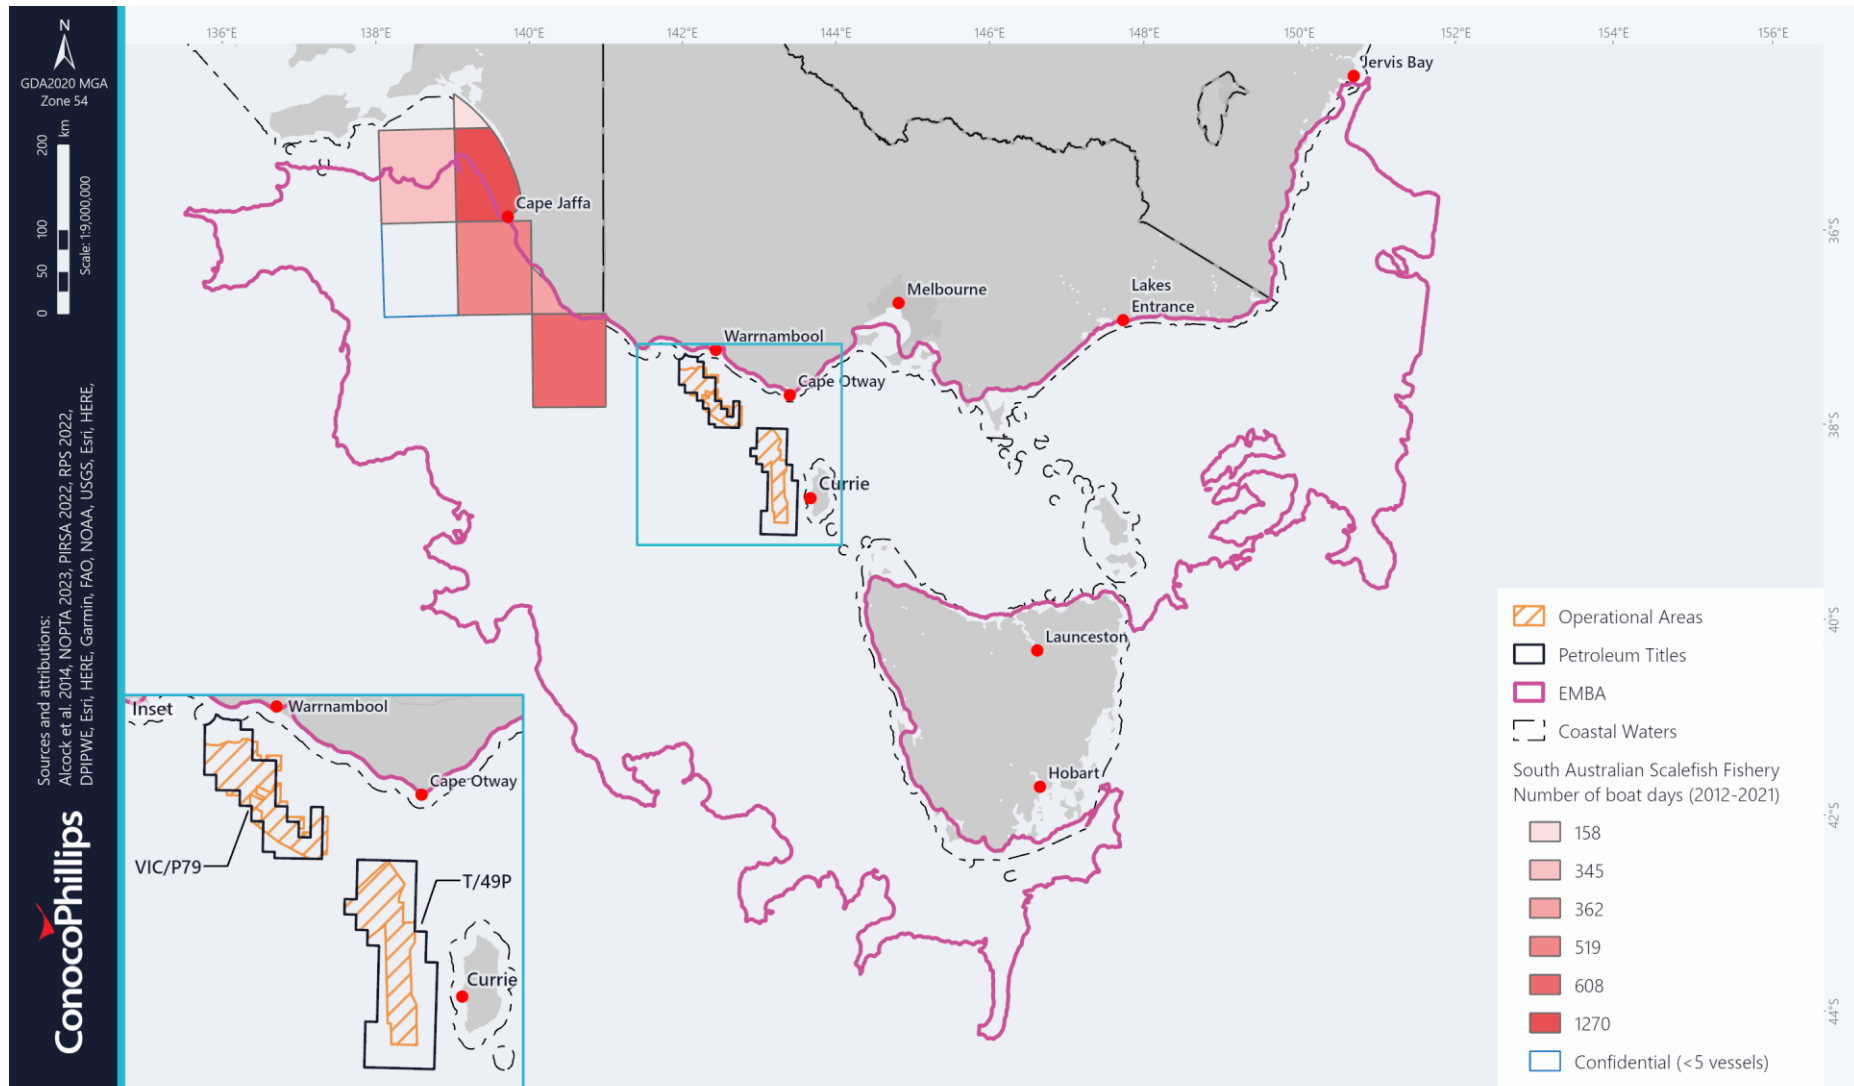 N
GDA2020 MGA
Zone 54
0 50 100 200
km
Scale: 1:9,000,000
Sources and attributions:
Alcock et al. 2014, NOPTA 2023, PIRSA 2022, RPS 2022,
DPIPWE, Esri, HERE, Garmin, FAO, NOAA, USGS, Esri, HERE,
ConocoPhillips
136°E 138°E 140°E 142°E 144°E 146°E 148°E 150°E 152°E 154°E 156°E
Jervis Bay
Cape Jaffa
36°S
Melbourne
Lakes
Entrance
Warrnambool
Cape Otway
38°S
Currie
40°S
Launceston
Hobart
42°S
44°S
Inset
Warrnambool
Cape Otway
VIC/P79
T/49P
Currie
Operational Areas
Petroleum Titles
EMBA
Coastal Waters
South Australian Scalefish Fishery
Number of boat days (2012-2021)
158
345
362
519
608
1270
Confidential (<5 vessels)